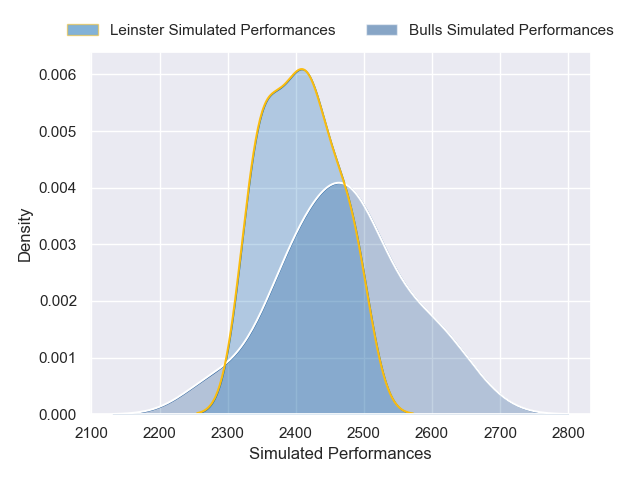 Leinster Simulated Performances Bulls Simulated Performances
0.006
0.005
0.004
0.003
0.002
0.001
0.000
Density
2100 2200 2300 2400 2500 2600 2700 2800
Simulated Performances